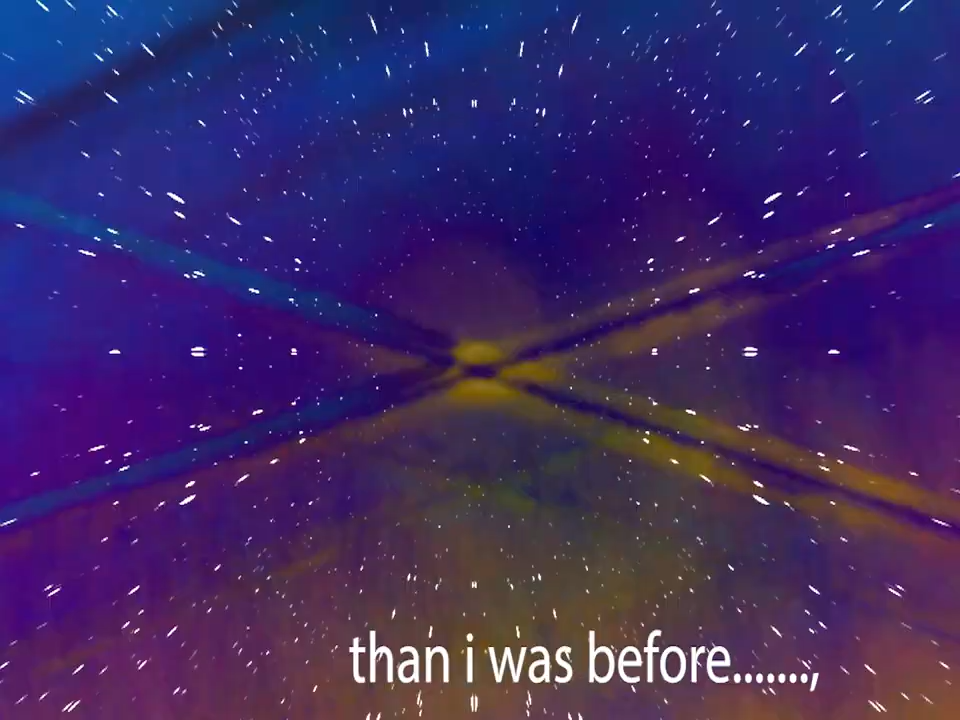 than i was before.......,